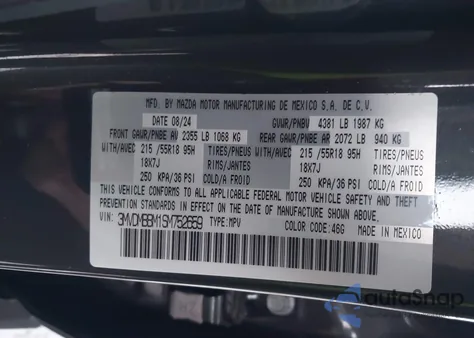 MFD. BY MAZDA MOTOR MANUFACTURING DE MEXICO S.A. DE C.V.
DATE 08/24 GVWR/PNBV 4381 LB 1987 KG
FRONT GAWR/PNBE AV 2355 LB 1068 KG REAR GAWR/PNBE AR 2072 LB 940 KG
WITH/AVEC 215 /55R18 95H TIRES/PNEUS WITH/AVEC 215 /55R18 95H TIRES/PNEUS
18X7J RIMS/JANTES 18X7J RIMS/JANTES
250 KPA/36 PSI COLD/A FROID 250 KPA/36 PSI COLD/A FROID
THIS VEHICLE CONFORMS TO ALL APPLICABLE FEDERAL MOTOR VEHICLE SAFETY AND THEFT
PREVENTION STANDARDS IN EFFECT ON THE DATE OF MANUFACTURE SHOWN ABOVE.
VIN: 3MVDMBBM1SM752659 TYPE: MPV COLOR CODE: 46G MADE IN MEXICO
autoSnap